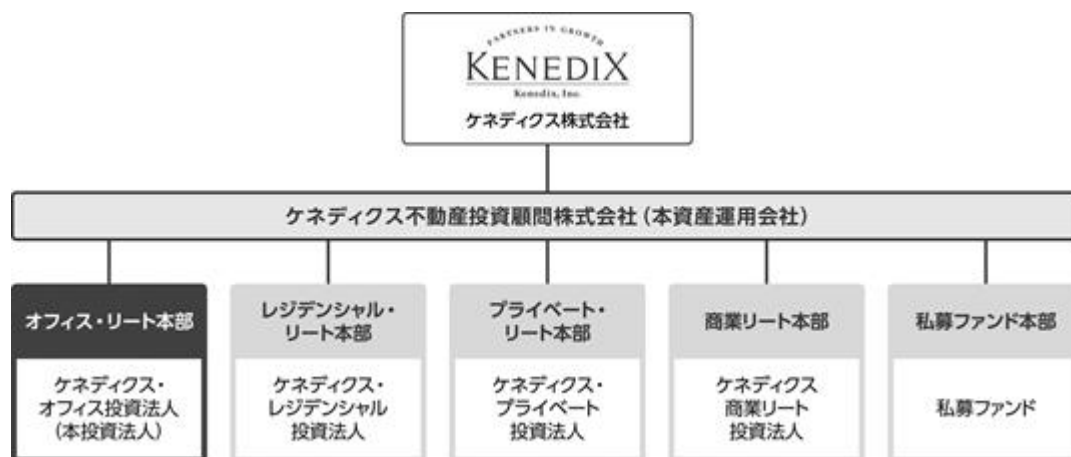 PARTNERS IN GROWTH
KENEDIX
Kenedix, Inc.
ケネディクス株式会社
ケネディクス不動産投資顧問株式会社（本資産運用会社）
オフィス・リート本部
ケネディクス・
オフィス投資法人
（本投資法人）
レジデンシャル・
リート本部
ケネディクス・
レジデンシャル
投資法人
プライベート・
リート本部
ケネディクス・
プライベート
投資法人
商業リート本部
ケネディクス
商業リート
投資法人
私募ファンド本部
私募ファンド